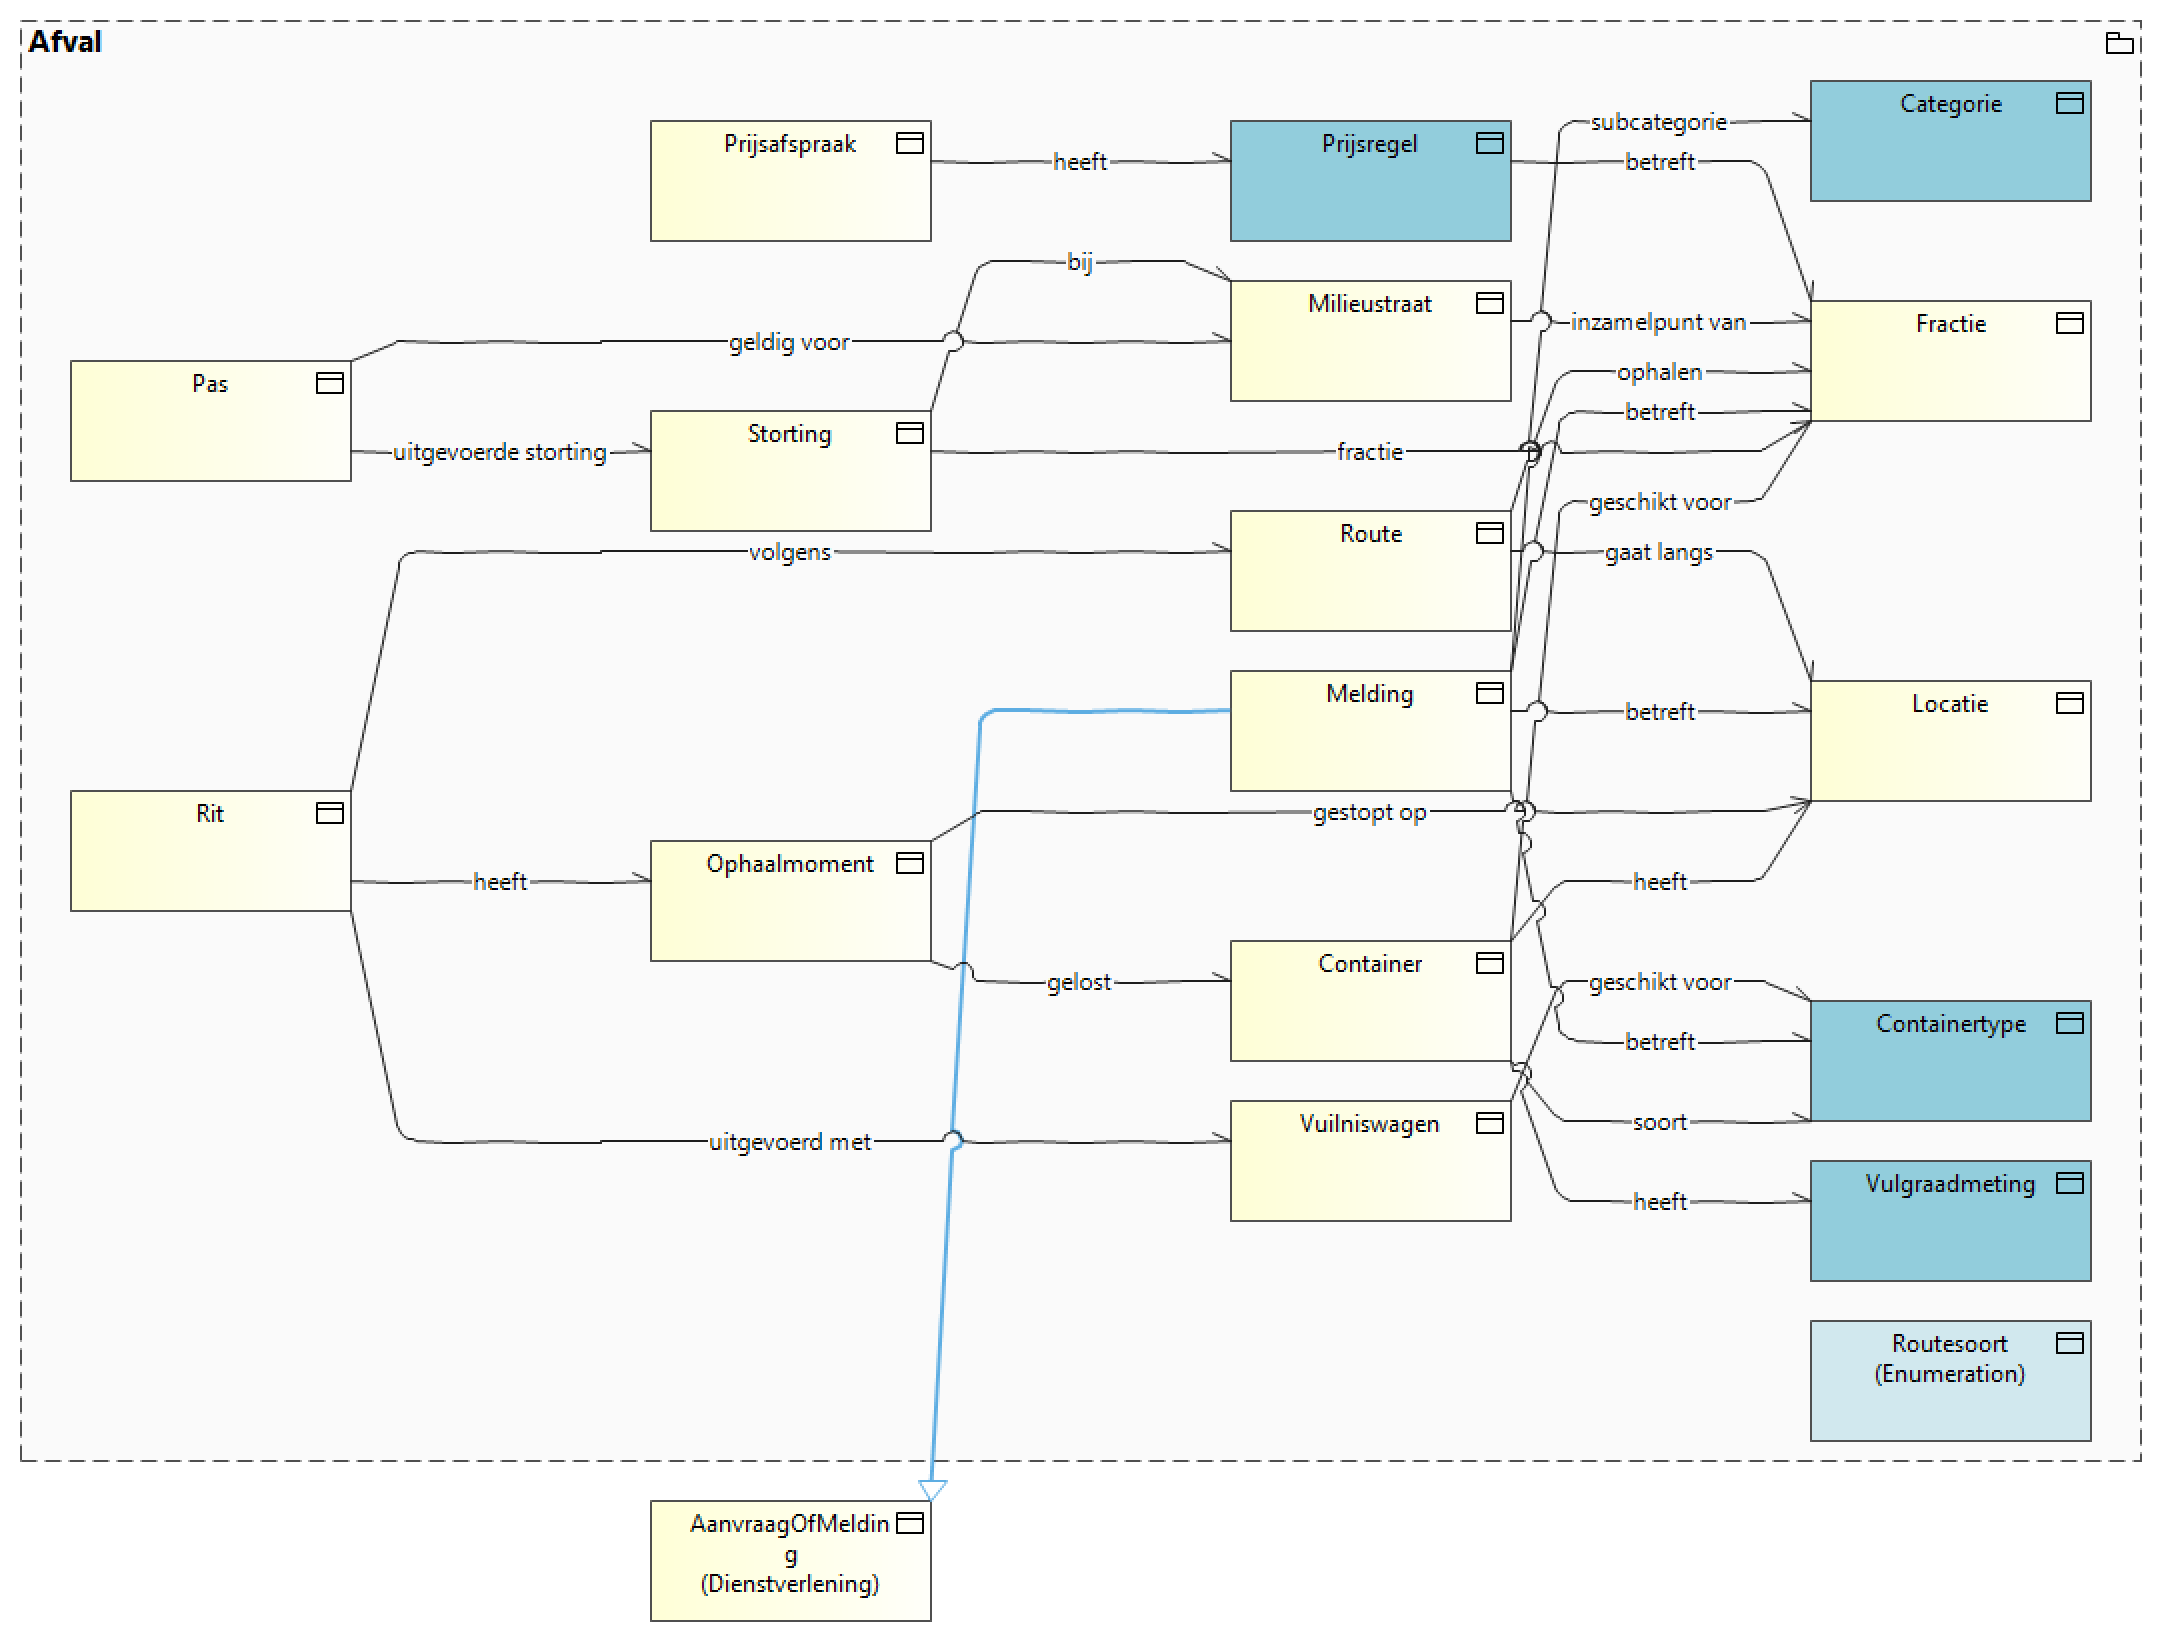 Afval
Categorie
subcategorie
Prijsafspraak
heeft
Prijsregel
betreft
bij
Milieustraat
inzamelpunt van
Fractie
geldig voor
Pas
ophalen
betreft
Storting
uitgevoerde storting
fractie
geschikt voor
Route
volgens
gaat langs
Melding
betreft
Locatie
Rit
gestopt op
Ophaalmoment
heeft
heeft
Container
gelost
geschikt voor
Containertype
betreft
Vuilniswagen
soort
uitgevoerd met
Vulgraadmeting
heeft
Routesoort
(Enumeration)
AanvraagOfMeldin
g
(Dienstverlening)